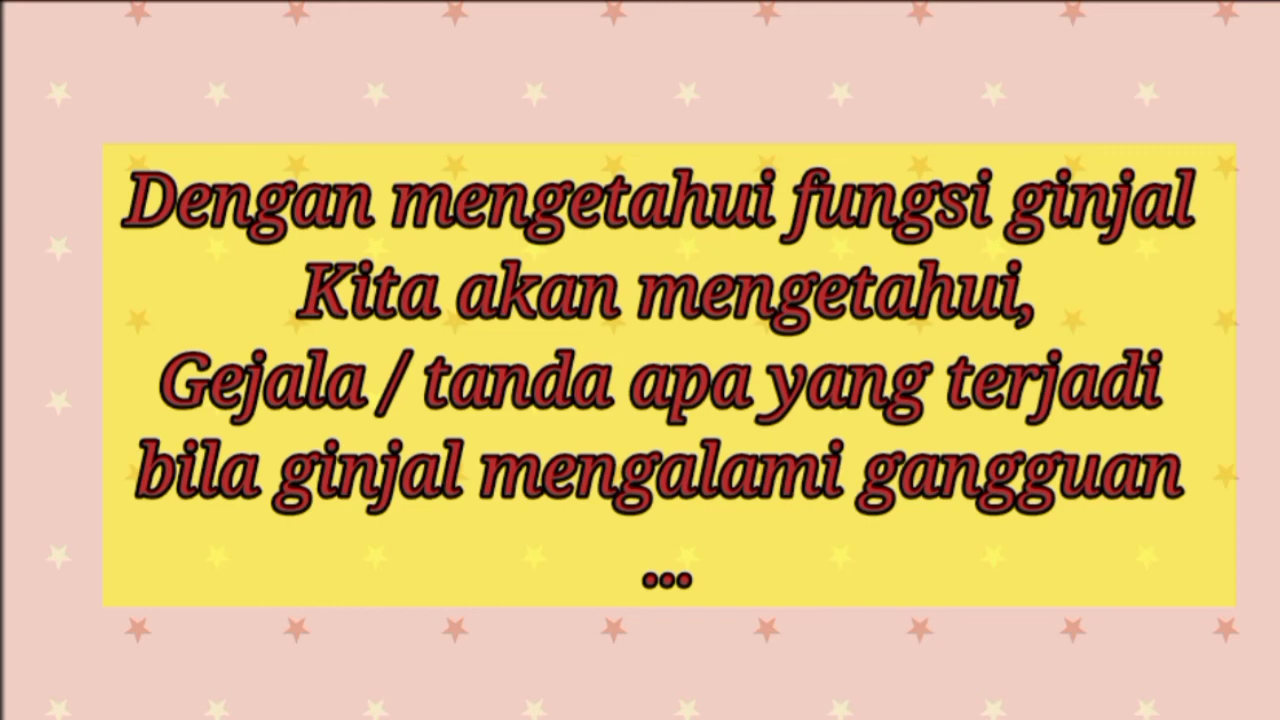 Dengan mengetahui fungsi ginjal
Kita akan mengetahui,
Gejala / tanda apa yang terjadi
bila ginjal mengalami gangguan
...